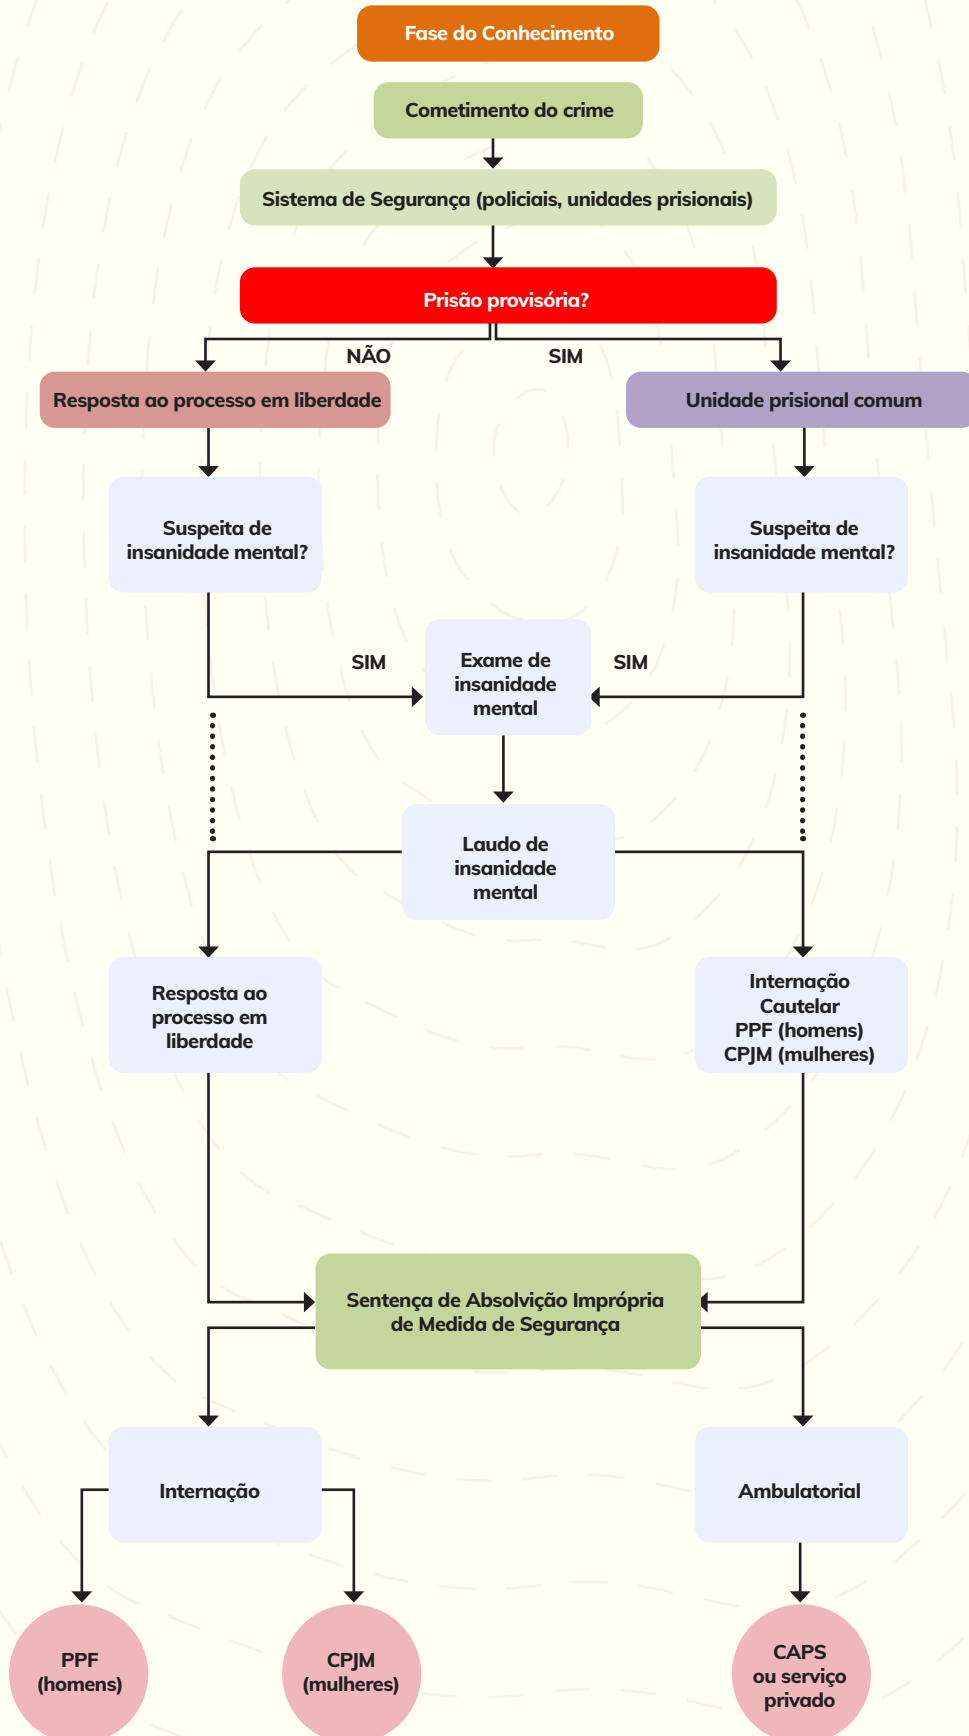 Fase do Conhecimento
Cometimento do crime
Sistema de Segurança (policiais, unidades prisionais)
Prisão provisória?
NÃO
SIM
Resposta ao processo em liberdade
Unidade prisional comum
Suspeita de
insanidade mental?
Suspeita de
insanidade mental?
SIM
Exame de
insanidade
mental
SIM
Laudo de
insanidade
mental
Resposta ao
processo em
liberdade
Internação
Cautelar
PPF (homens)
CPJM (mulheres)
Sentença de Absolvição Imprópria
de Medida de Segurança
Internação
Ambulatorial
PPF
(homens)
CPJM
(mulheres)
CAPS
ou serviço
privado